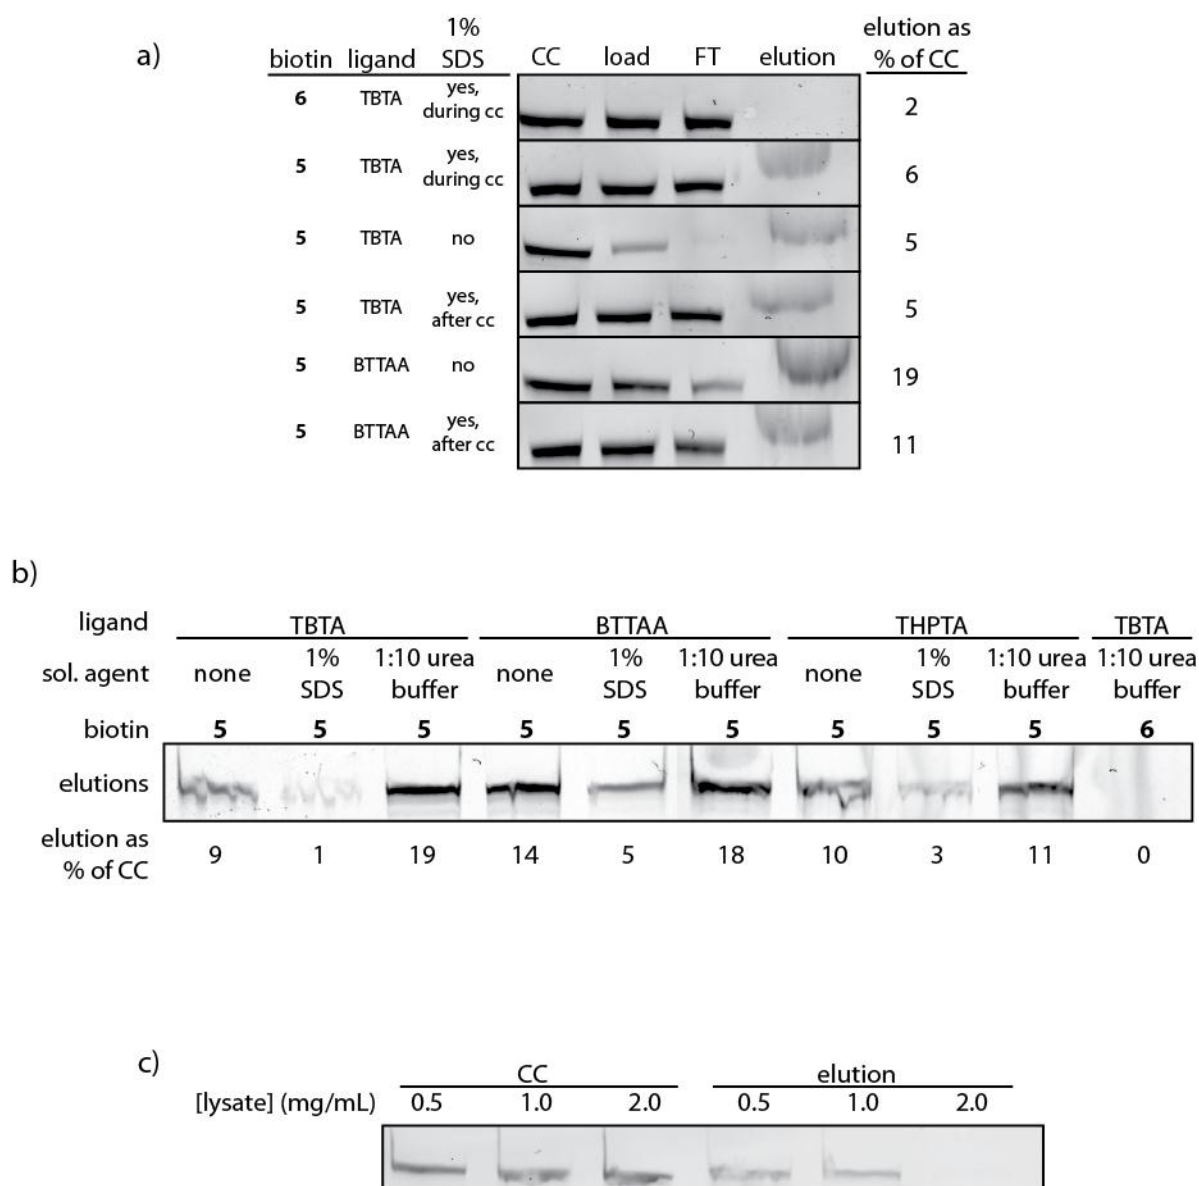 a)
biotin ligand 1% SDS CC load FT elution elution as % of CC
6 TBTA yes, during cc 2
5 TBTA yes, during cc 6
5 TBTA no 5
5 TBTA yes, after cc 5
5 BTTAA no 19
5 BTTAA yes, after cc 11
b)
ligand TBTA BTTAA THPTA TBTA
sol. agent none 1% SDS 1:10 urea buffer none 1% SDS 1:10 urea buffer none 1% SDS 1:10 urea buffer 1:10 urea buffer
biotin 5 5 5 5 5 5 5 5 5 6
elutions
elution as % of CC 9 1 19 14 5 18 10 3 11 0
c)
CC elution
[lysate] (mg/mL) 0.5 1.0 2.0 0.5 1.0 2.0